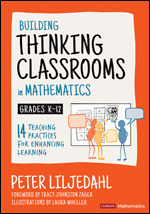 BUILDING
THINKING
CLASSROOMS
IN
MATHEMATICS
GRADES K–12
14 TEACHING
PRACTICES
FOR ENHANCING
LEARNING
PETER LILJEDAHL
FOREWORD BY TRACY JOHNSTON ZAGER
ILLUSTRATIONS BY LAURA WHEELER
CORWIN Mathematics